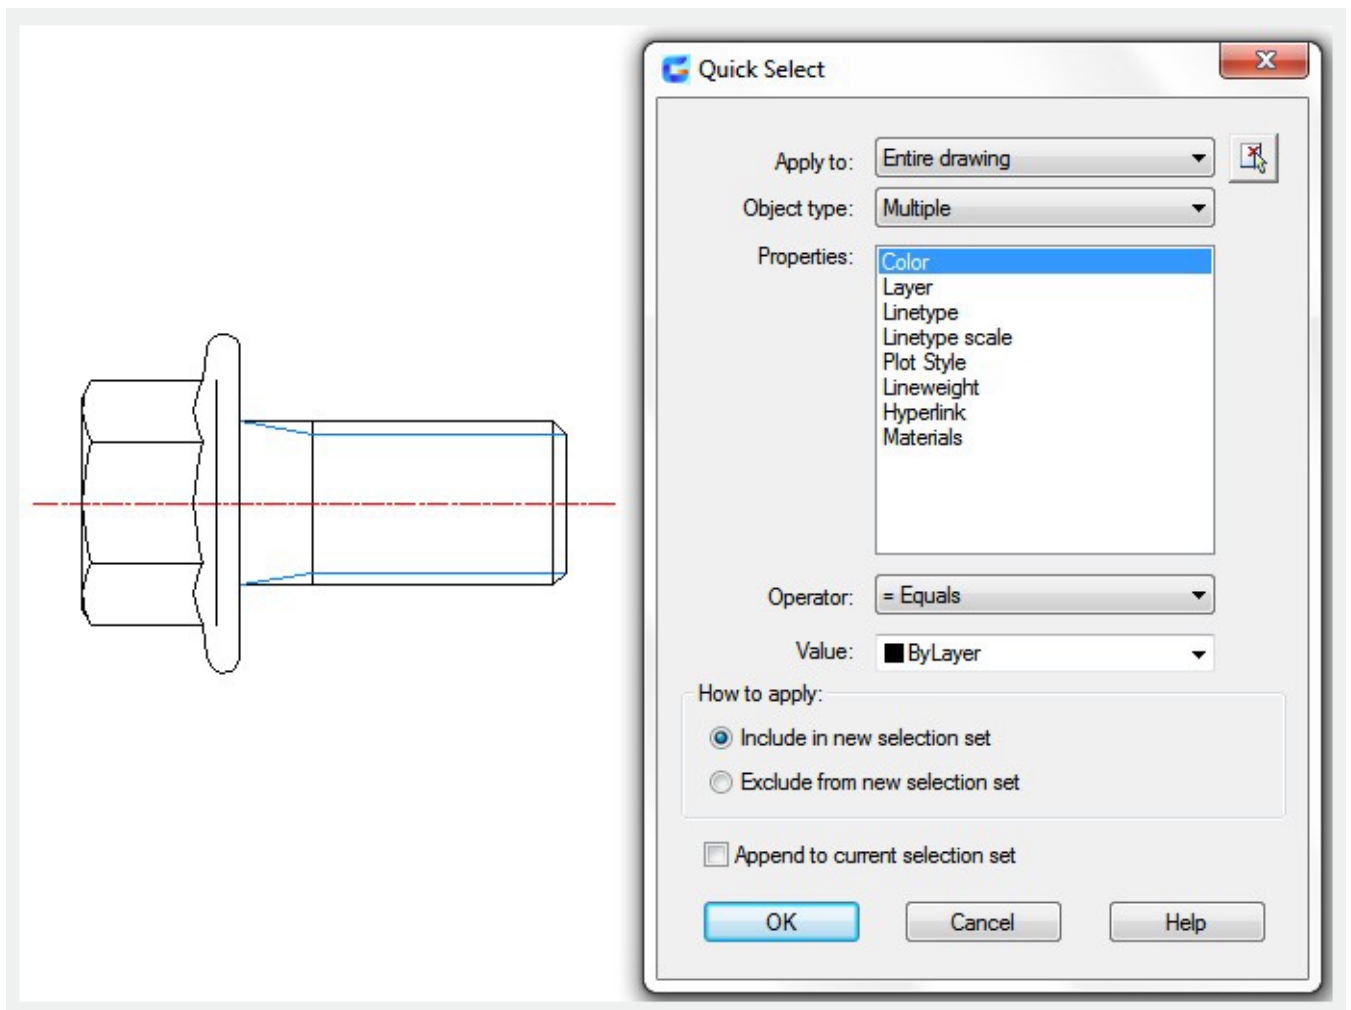 Quick Select
Apply to: Entire drawing
Object type: Multiple
Properties: Color
Layer
Linetype
Linetype scale
Plot Style
Lineweight
Hyperlink
Materials
Operator: = Equals
Value: ByLayer
How to apply:
Include in new selection set
Exclude from new selection set
Append to current selection set
OK Cancel Help